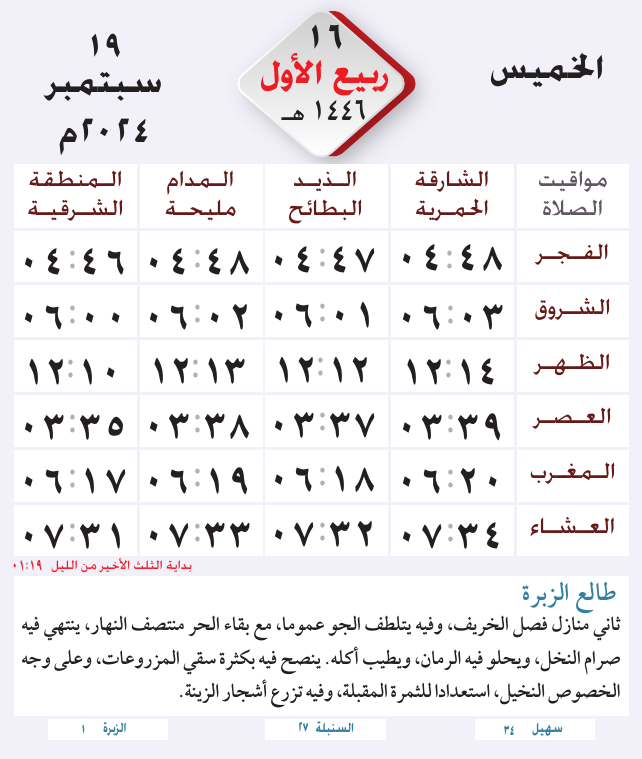 الخميس
١٦
ربيع الأول
١٤٤٦ هـ
١٩
سبتمبر
٢٠٢٤م
مواقيت الصلاة الشارقة الحمرية الذيد البطائح المدام مليحة المنطقة الشرقية
الفجر ٠٤:٤٨ ٠٤:٤٧ ٠٤:٤٨ ٠٤:٤٦
الشروق ٠٦:٠٣ ٠٦:٠١ ٠٦:٠٢ ٠٦:٠٠
الظهر ١٢:١٤ ١٢:١٢ ١٢:١٣ ١٢:١٠
العصر ٠٣:٣٩ ٠٣:٣٧ ٠٣:٣٨ ٠٣:٣٥
المغرب ٠٦:٢٠ ٠٦:١٨ ٠٦:١٩ ٠٦:١٧
العشاء ٠٧:٣٤ ٠٧:٣٢ ٠٧:٣٣ ٠٧:٣١
بداية الثلث الأخير من الليل ٠١:١٩
طالع الزبرة
ثاني منازل فصل الخريف، وفيه يتلطف الجو عموما، مع بقاء الحر منتصف النهار، ينتهي فيه
صرام النخل، ويحلو فيه الرمان، ويطيب أكله. ينصح فيه بكثرة سقي المزروعات، وعلى وجه
الخصوص النخيل، استعدادا للثمرة المقبلة، وفيه تزرع أشجار الزينة.
سهيل ٣٤ السنبلة ٢٧ الزبرة ١